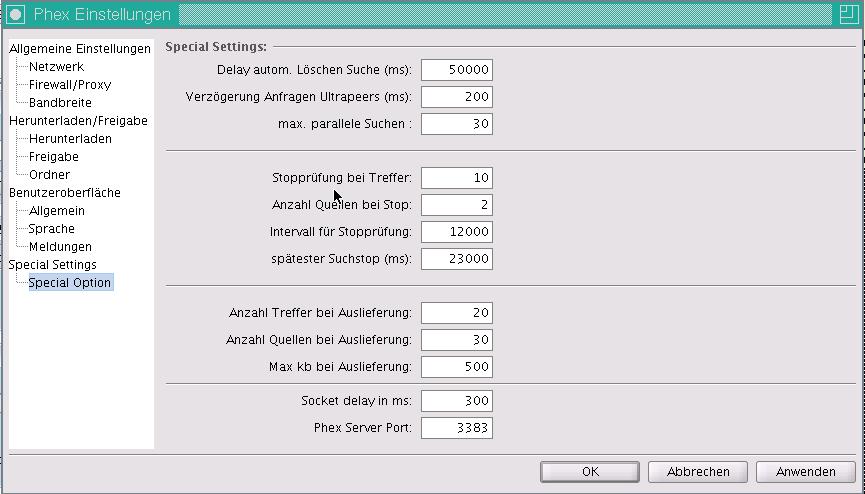 Phex Einstellungen
Allgemeine Einstellungen
Netzwerk
Firewall/Proxy
Bandbreite
Herunterladen/Freigabe
Herunterladen
Freigabe
Ordner
Benutzeroberfläche
Allgemein
Sprache
Meldungen
Special Settings
Special Option
Special Settings:
Delay autom. Löschen Suche (ms): 50000
Verzögerung Anfragen Ultrapeers (ms): 200
max. parallele Suchen : 30
Stopprüfung bei Treffer: 10
Anzahl Quellen bei Stop: 2
Intervall für Stopprüfung: 12000
spätester Suchstop (ms): 23000
Anzahl Treffer bei Auslieferung: 20
Anzahl Quellen bei Auslieferung: 30
Max kb bei Auslieferung: 500
Socket delay in ms: 300
Phex Server Port: 3383
OK Abbrechen Anwenden